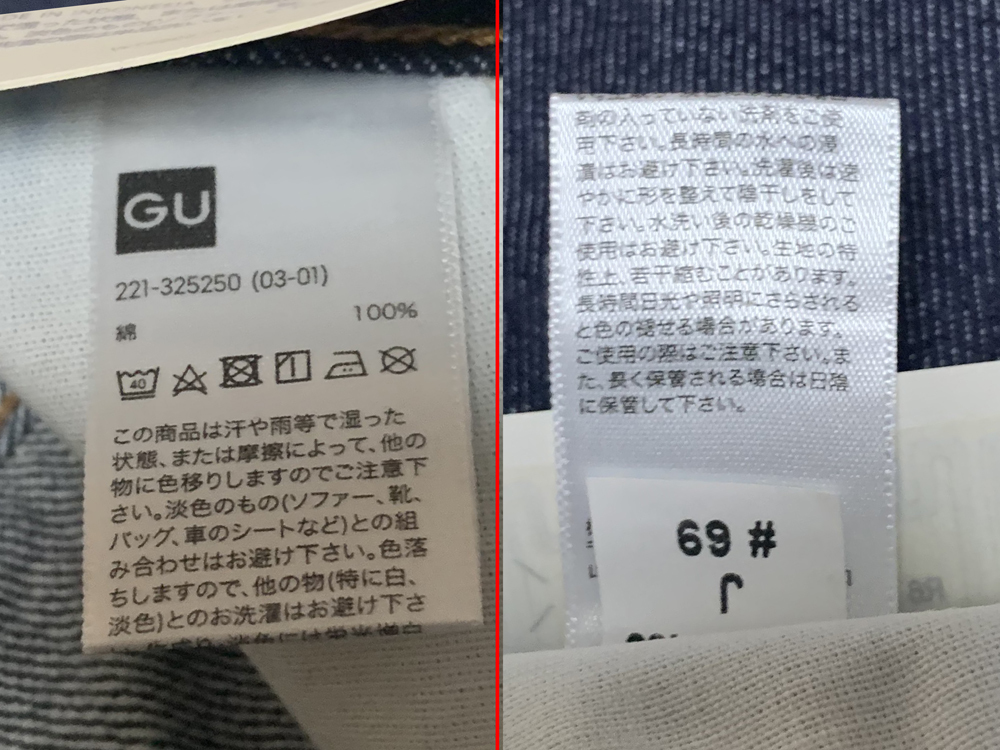 GU
221-325250 (03-01)
綿 100%
40
この商品は汗や雨等で湿った
状態、または摩擦によって、他の
物に色移りしますのでご注意下
さい。淡色のもの(ソファー、靴、
バッグ、車のシートなど)との組
み合わせはお避け下さい。色落
ちしますので、他の物(特に白、
淡色)とのお洗濯はお避け下さ
剤の入っていない洗剤をご使
用下さい。長時間の水への浸
漬はお避け下さい。洗濯後は速
やかに形を整えて陰干しをして
下さい。水洗い後の乾燥機のご
使用はお避け下さい。生地の特
性上、若干縮むことがあります。
長時間日光や照明にさらされる
と色の褪せる場合があります。
ご使用の際はご注意下さい。ま
た、長く保管される場合は日陰
に保管して下さい。
# 69
J